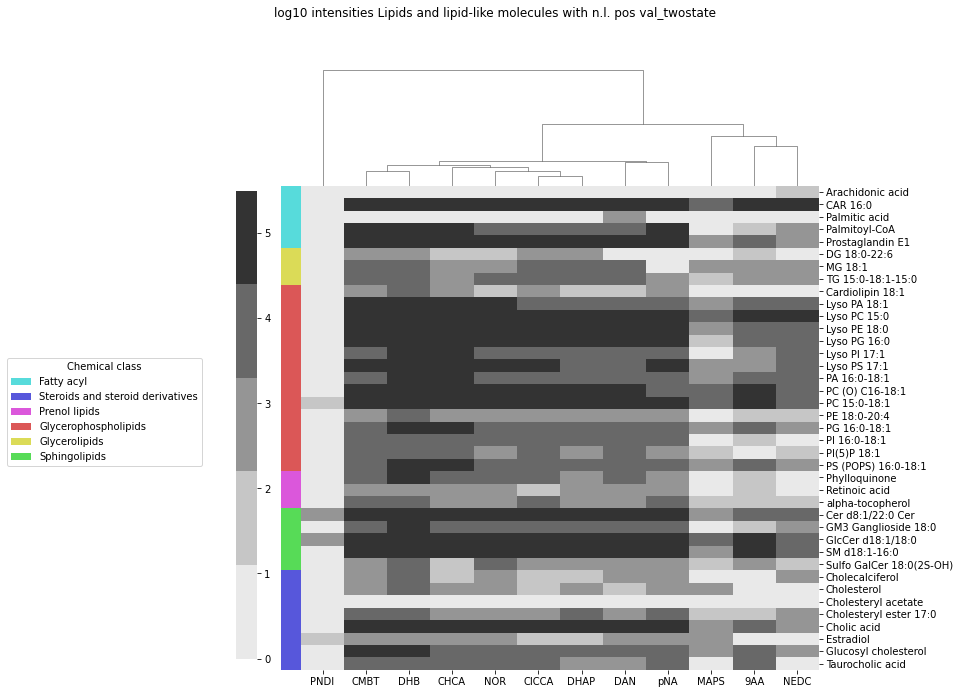 log10 intensities Lipids and lipid-like molecules with n.l. pos val_twostate
Arachidonic acid
CAR 16:0
Palmitic acid
Palmitoyl-CoA
Prostaglandin E1
DG 18:0-22:6
MG 18:1
TG 15:0-18:1-15:0
Cardiolipin 18:1
Lyso PA 18:1
Lyso PC 15:0
Lyso PE 18:0
Lyso PG 16:0
Lyso PI 17:1
Lyso PS 17:1
PA 16:0-18:1
PC (O) C16-18:1
PC 15:0-18:1
PE 18:0-20:4
PG 16:0-18:1
PI 16:0-18:1
PI(5)P 18:1
PS (POPS) 16:0-18:1
Phylloquinone
Retinoic acid
alpha-tocopherol
Cer d8:1/22:0 Cer
GM3 Ganglioside 18:0
GlcCer d18:1/18:0
SM d18:1-16:0
Sulfo GalCer 18:0(2S-OH)
Cholecalciferol
Cholesterol
Cholesteryl acetate
Cholesteryl ester 17:0
Cholic acid
Estradiol
Glucosyl cholesterol
Taurocholic acid
5
4
3
2
1
0
Chemical class
Fatty acyl
Steroids and steroid derivatives
Prenol lipids
Glycerophospholipids
Glycerolipids
Sphingolipids
PNDI CMBT DHB CHCA NOR ClCCA DHAP DAN pNA MAPS 9AA NEDC